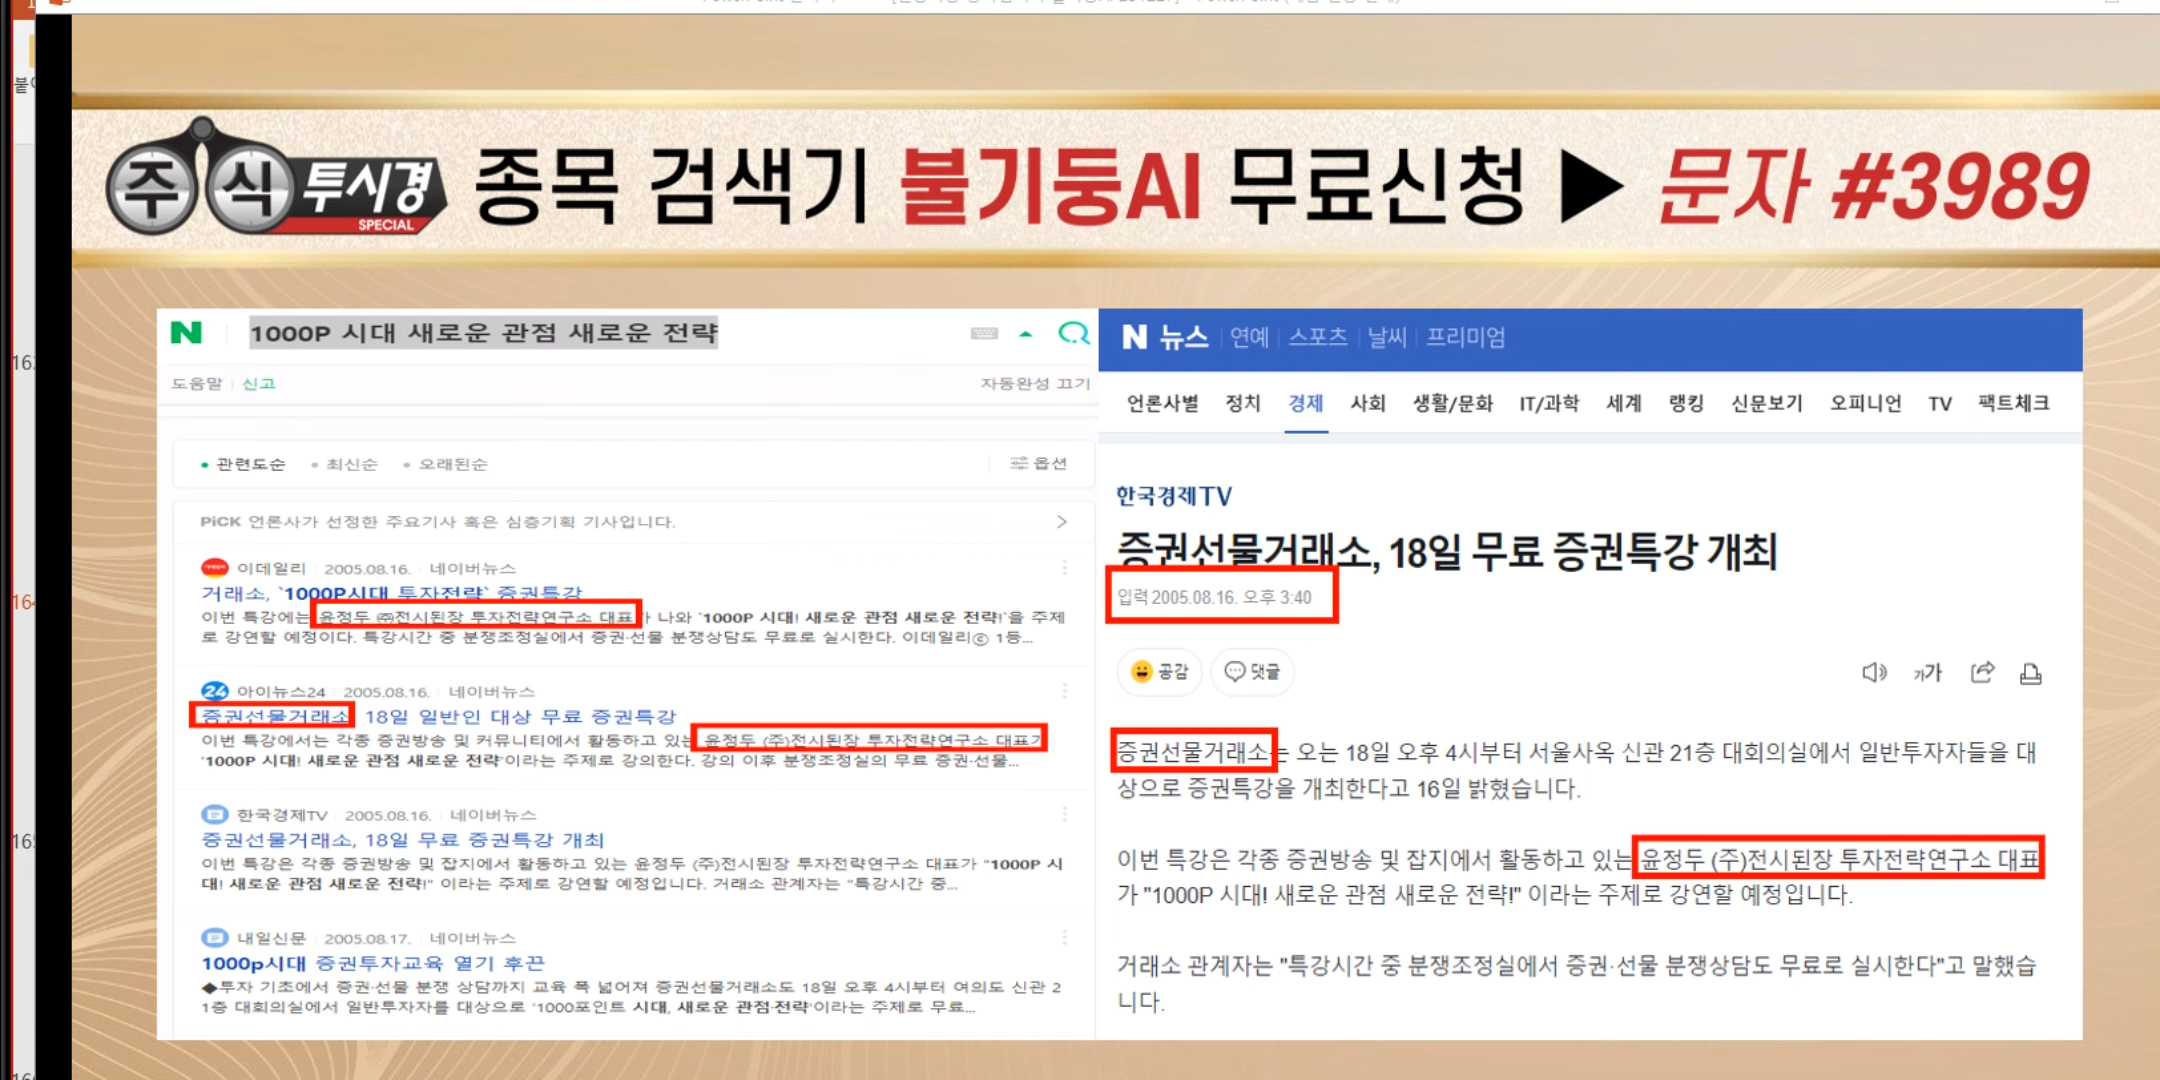 주식투시경
SPECIAL
종목 검색기 불기둥AI 무료신청 ▶ 문자 #3989
N 1000P 시대 새로운 관점 새로운 전략
도움말 신고 자동완성 끄기
관련도순 최신순 오래된순 옵션
PiCK 언론사가 선정한 주요기사 혹은 심층기획 기사입니다.
이데일리 2005.08.16. 네이버뉴스
거래소, `1000P시대 투자전략` 증권특강
이번 특강에는 윤정두 ㈜전시된장 투자전략연구소 대표가 나와 `1000P 시대! 새로운 관점 새로운 전략!`을 주제
로 강연할 예정이다. 특강시간 중 분쟁조정실에서 증권·선물 분쟁상담도 무료로 실시한다. 이데일리ⓒ 1등...
24 아이뉴스24 2005.08.16. 네이버뉴스
증권선물거래소, 18일 일반인 대상 무료 증권특강
이번 특강에서는 각종 증권방송 및 커뮤니티에서 활동하고 있는 윤정두 (주)전시된장 투자전략연구소 대표가
'1000P 시대! 새로운 관점 새로운 전략'이라는 주제로 강의한다. 강의 이후 분쟁조정실의 무료 증권·선물...
한국경제TV 2005.08.16. 네이버뉴스
증권선물거래소, 18일 무료 증권특강 개최
이번 특강은 각종 증권방송 및 잡지에서 활동하고 있는 윤정두 (주)전시된장 투자전략연구소 대표가 "1000P 시
대! 새로운 관점 새로운 전략!" 이라는 주제로 강연할 예정입니다. 거래소 관계자는 "특강시간 중...
내일신문 2005.08.17. 네이버뉴스
1000p시대 증권투자교육 열기 후끈
◆투자 기초에서 증권·선물 분쟁 상담까지 교육 폭 넓어져 증권선물거래소도 18일 오후 4시부터 여의도 신관 2
1층 대회의실에서 일반투자자를 대상으로 '1000포인트 시대, 새로운 관점·전략'이라는 주제로 무료...
N 뉴스 연예 스포츠 날씨 프리미엄
언론사별 정치 경제 사회 생활/문화 IT/과학 세계 랭킹 신문보기 오피니언 TV 팩트체크
한국경제TV
증권선물거래소, 18일 무료 증권특강 개최
입력 2005.08.16. 오후 3:40
공감 댓글 가가
증권선물거래소는 오는 18일 오후 4시부터 서울사옥 신관 21층 대회의실에서 일반투자자들을 대
상으로 증권특강을 개최한다고 16일 밝혔습니다.
이번 특강은 각종 증권방송 및 잡지에서 활동하고 있는 윤정두 (주)전시된장 투자전략연구소 대표
가 "1000P 시대! 새로운 관점 새로운 전략!" 이라는 주제로 강연할 예정입니다.
거래소 관계자는 "특강시간 중 분쟁조정실에서 증권·선물 분쟁상담도 무료로 실시한다"고 말했습
니다.